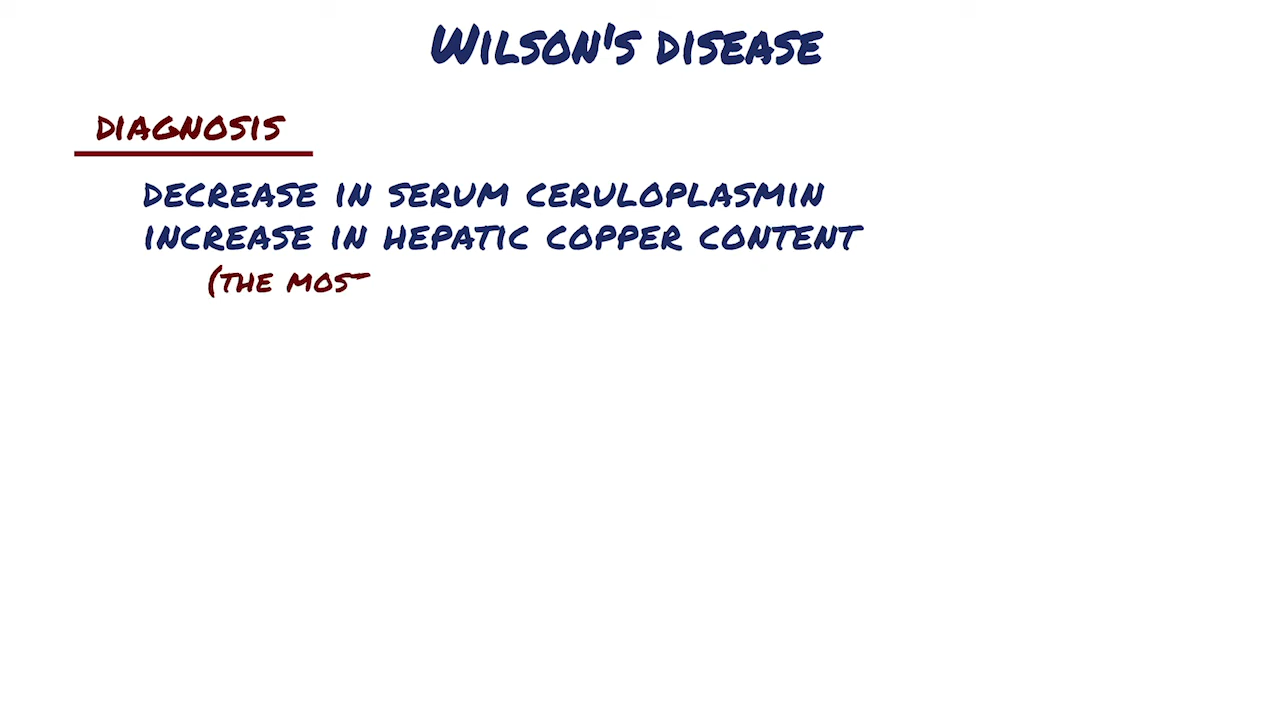 Wilson's disease
diagnosis
decrease in serum ceruloplasmin
increase in hepatic copper content
(the mos